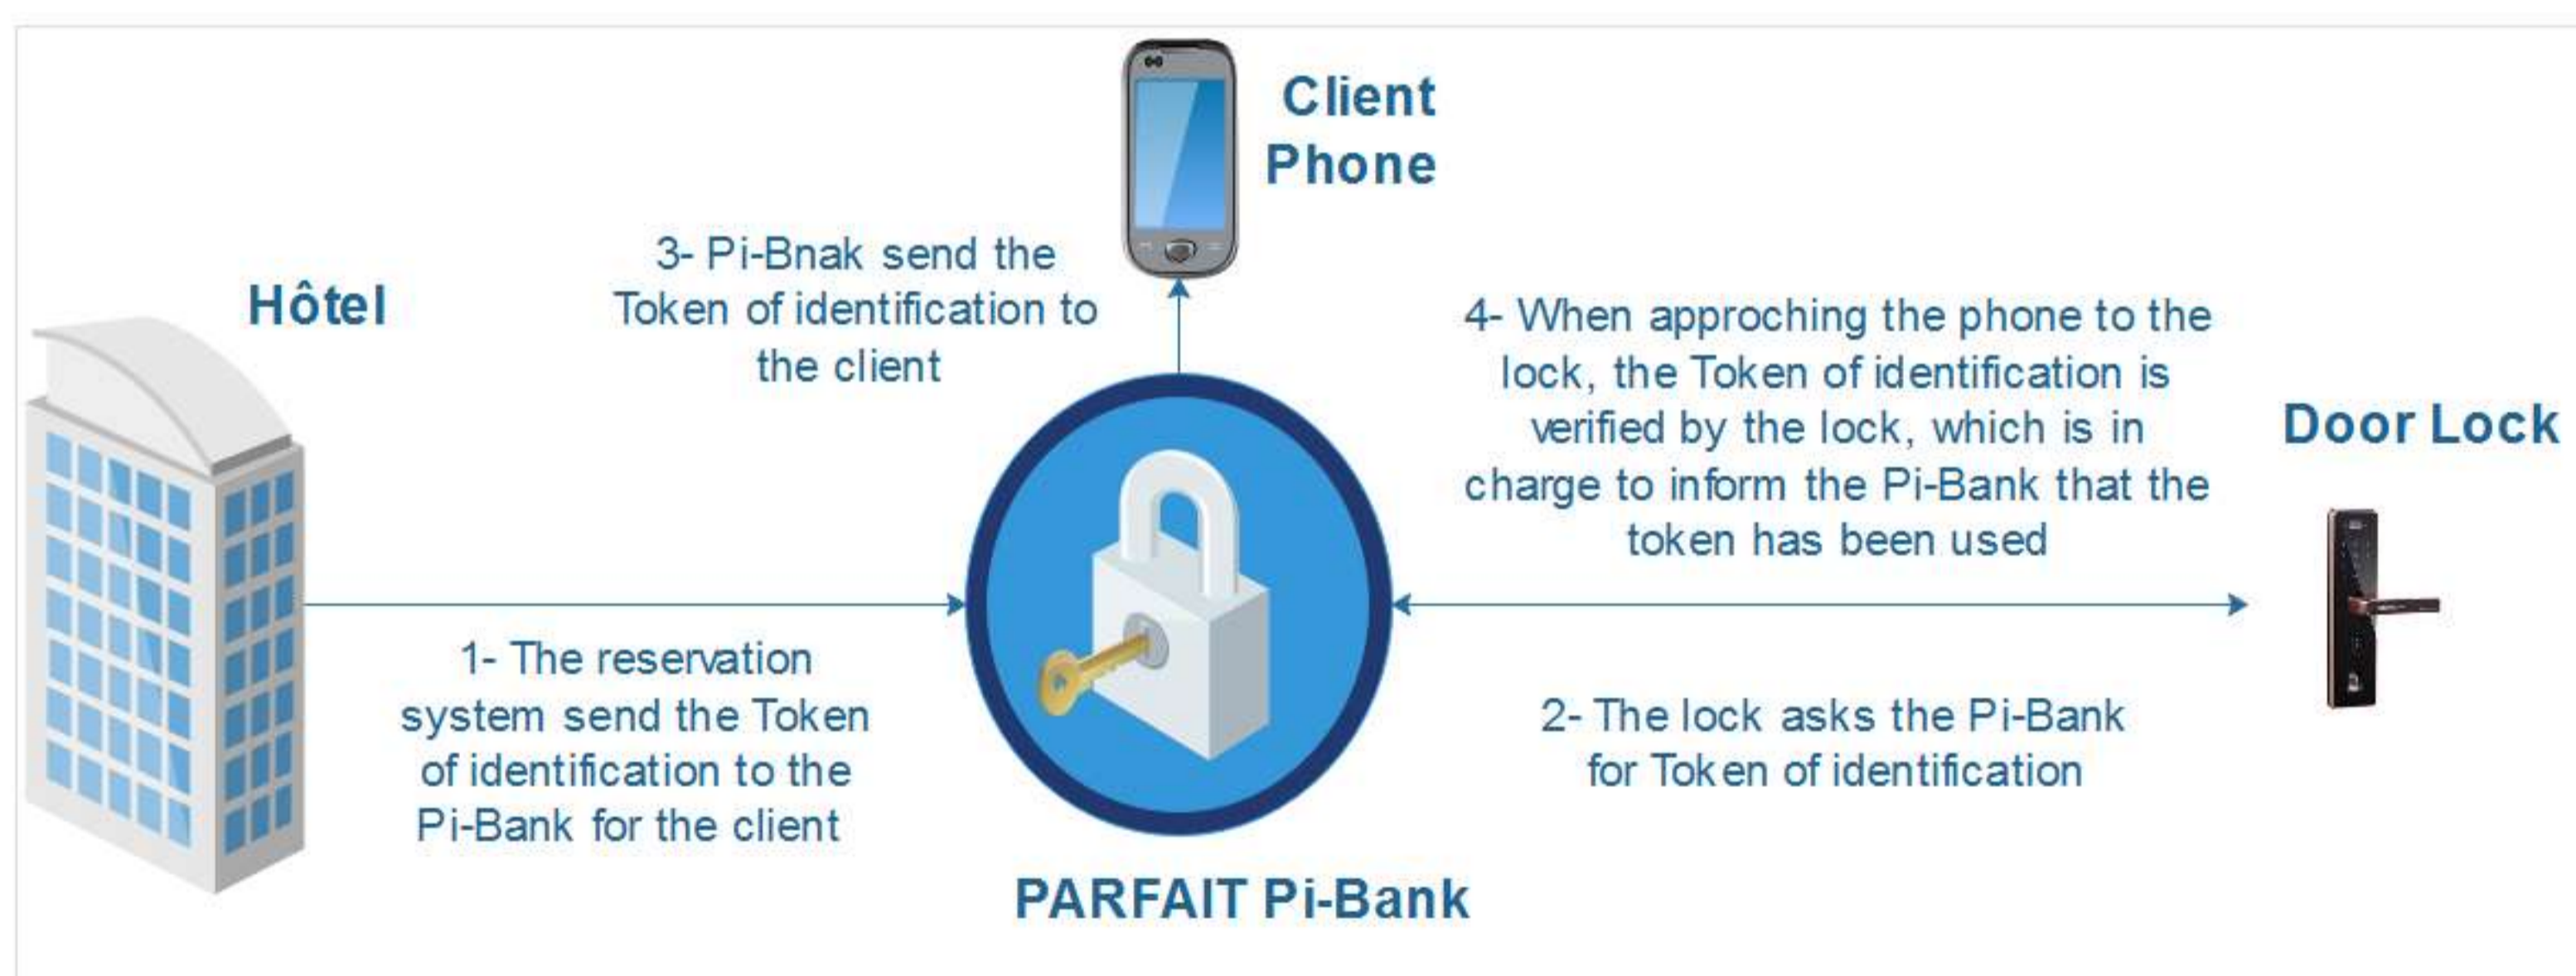 Client
Phone
3- Pi-Bnak send the
Token of identification to
the client
Hôtel
4- When approching the phone to the
lock, the Token of identification is
verified by the lock, which is in
charge to inform the Pi-Bank that the
token has been used
Door Lock
1- The reservation
system send the Token
of identification to the
Pi-Bank for the client
2- The lock asks the Pi-Bank
for Token of identification
PARFAIT Pi-Bank